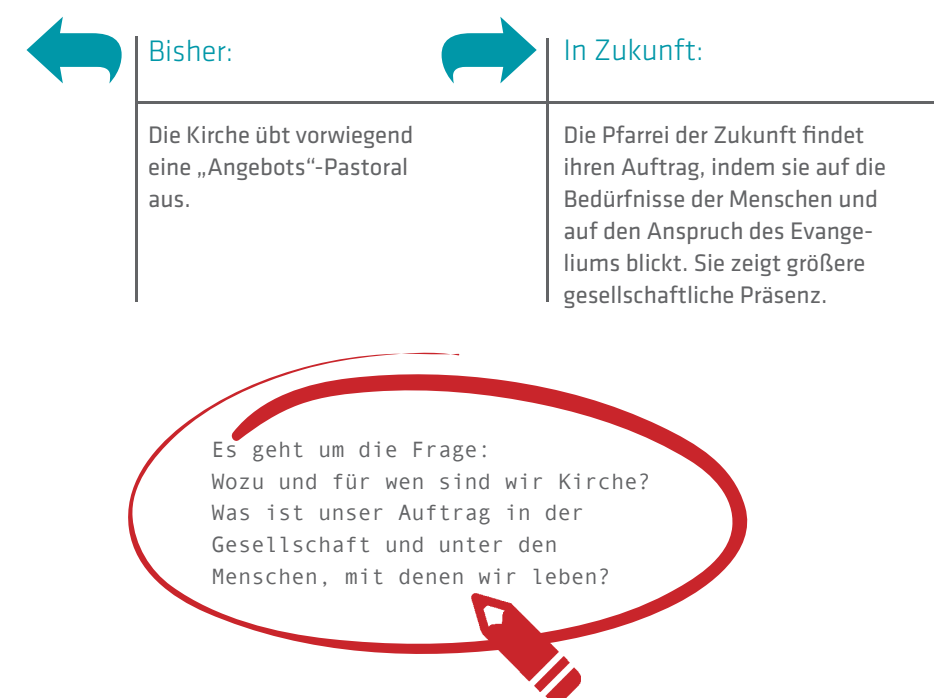 Bisher:
Die Kirche übt vorwiegend
eine „Angebots“-Pastoral
aus.
In Zukunft:
Die Pfarrei der Zukunft findet
ihren Auftrag, indem sie auf die
Bedürfnisse der Menschen und
auf den Anspruch des Evange-
liums blickt. Sie zeigt größere
gesellschaftliche Präsenz.
Es geht um die Frage:
Wozu und für wen sind wir Kirche?
Was ist unser Auftrag in der
Gesellschaft und unter den
Menschen, mit denen wir leben?